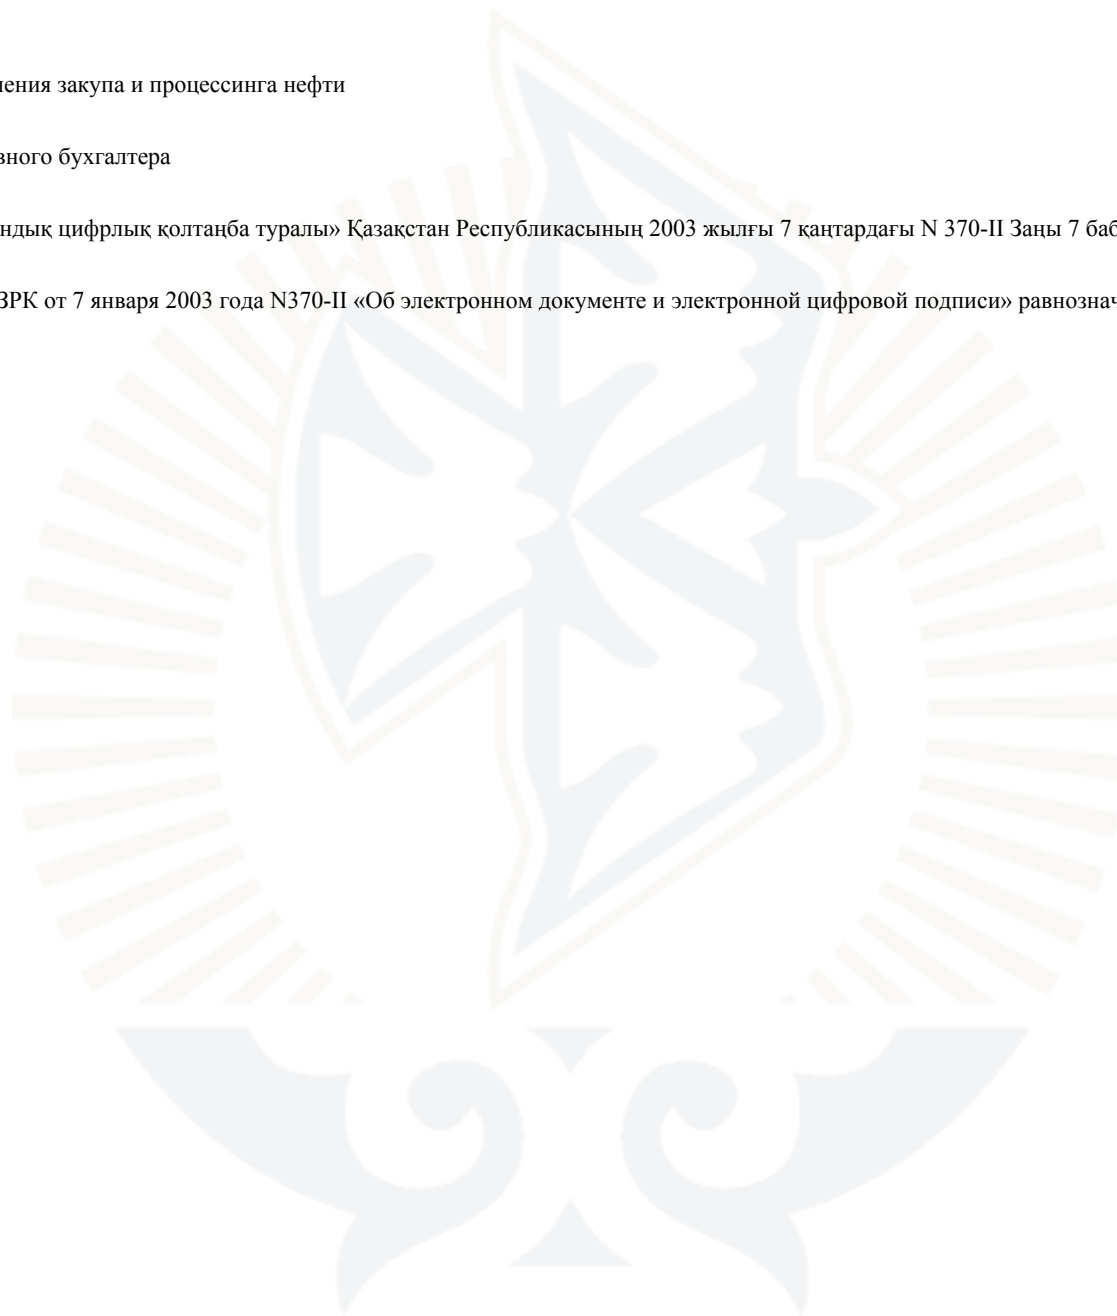 ения закупа и процессинга нефти
вного бухгалтера
ндық цифрлық қолтаңба туралы» Қазақстан Республикасының 2003 жылғы 7 қаңтардағы N 370-II Заңы 7 баб
ЗРК от 7 января 2003 года N370-II «Об электронном документе и электронной цифровой подписи» равнознач